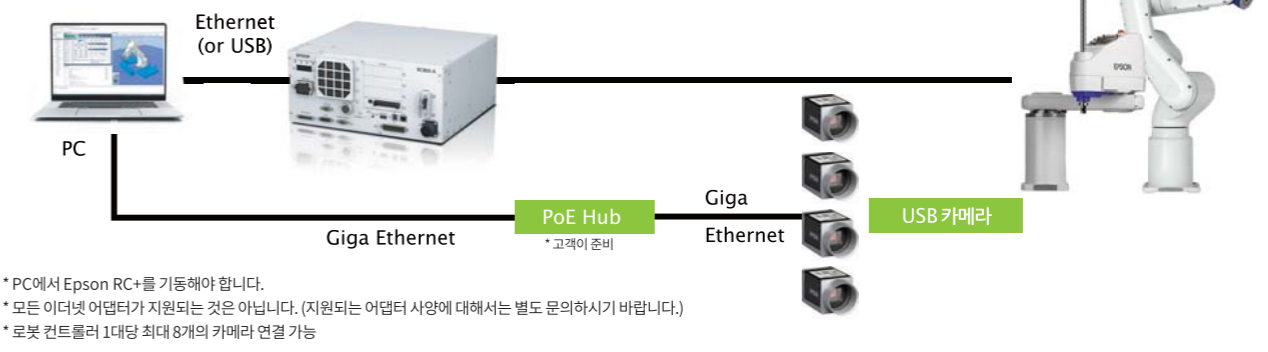 Ethernet
(or USB)
EPSON
PC
Giga Ethernet
PoE Hub
* 고객이 준비
Giga
Ethernet
USB 카메라
* PC에서 Epson RC+를 기동해야 합니다.
* 모든 이더넷 어댑터가 지원되는 것은 아닙니다. (지원되는 어댑터 사양에 대해서는 별도 문의하시기 바랍니다.)
* 로봇 컨트롤러 1대당 최대 8개의 카메라 연결 가능